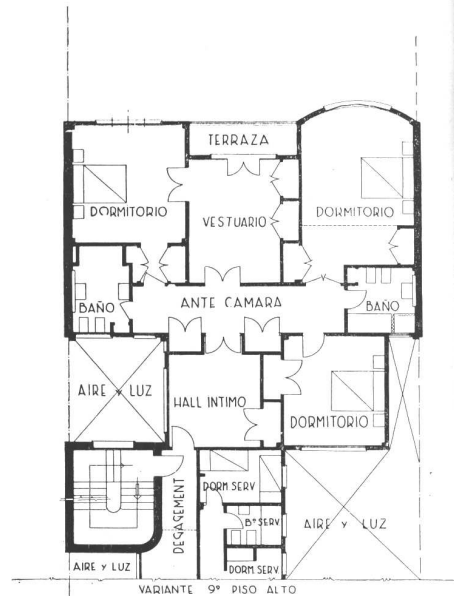 TERRAZA
DORMITORIO
VESTUARIO
DORMITORIO
BAÑO
ANTE CAMARA
BAÑO
AIRE y LUZ
HALL INTIMO
DORMITORIO
DORM SERV
DEGAGEMENT
Bº SERV
AIRE y LUZ
AIRE y LUZ
DORM SERV.
VARIANTE 9º PISO ALTO